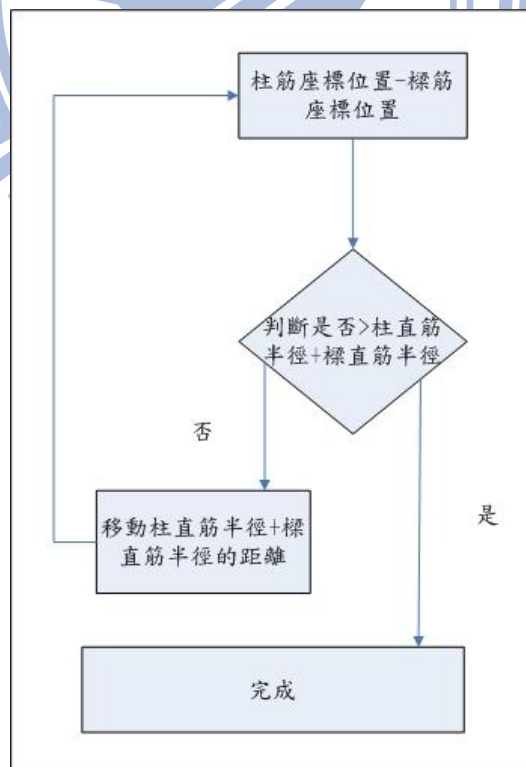 柱筋座標位置-樑筋
座標位置
判斷是否>柱直筋
半徑+樑直筋半徑
否
移動柱直筋半徑+樑
直筋半徑的距離
是
完成